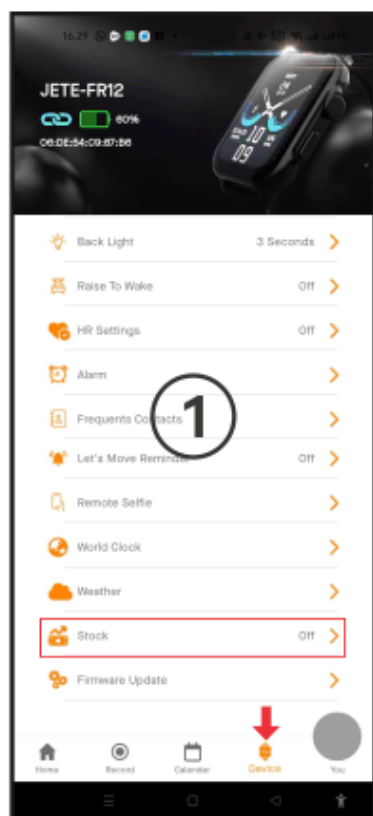 16.29
JETE-FR12
60%
06:DE:54:09:87:B6
Back Light 3 Seconds
Raise To Wake Off
HR Settings Off
Alarm
Frequents Contacts
1
Let's Move Reminder Off
Remote Selfie
World Clock
Weather
Stock Off
Firmware Update
Home Record Calendar Device You